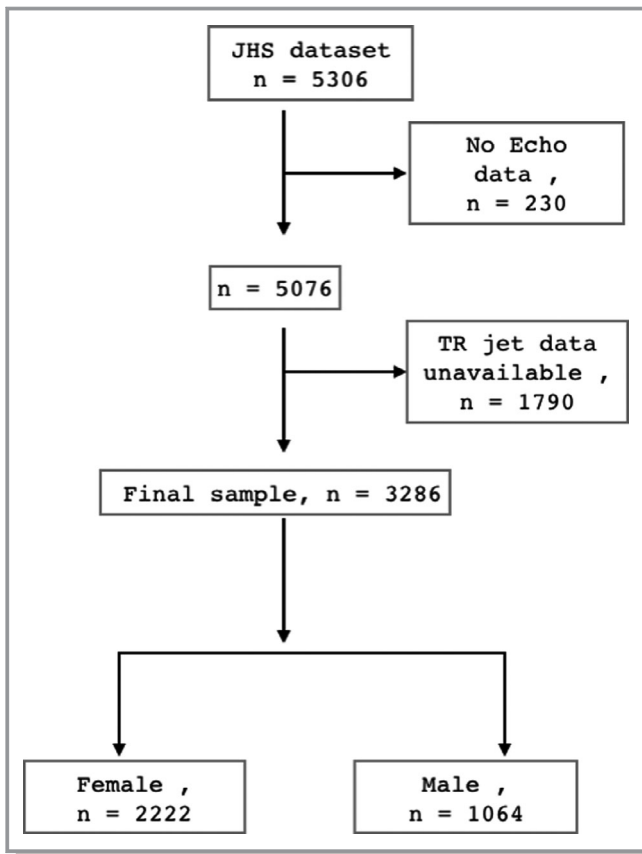 JHS dataset
n = 5306
No Echo
data ,
n = 230
n = 5076
TR jet data
unavailable ,
n = 1790
Final sample, n = 3286
Female ,
n = 2222
Male ,
n = 1064